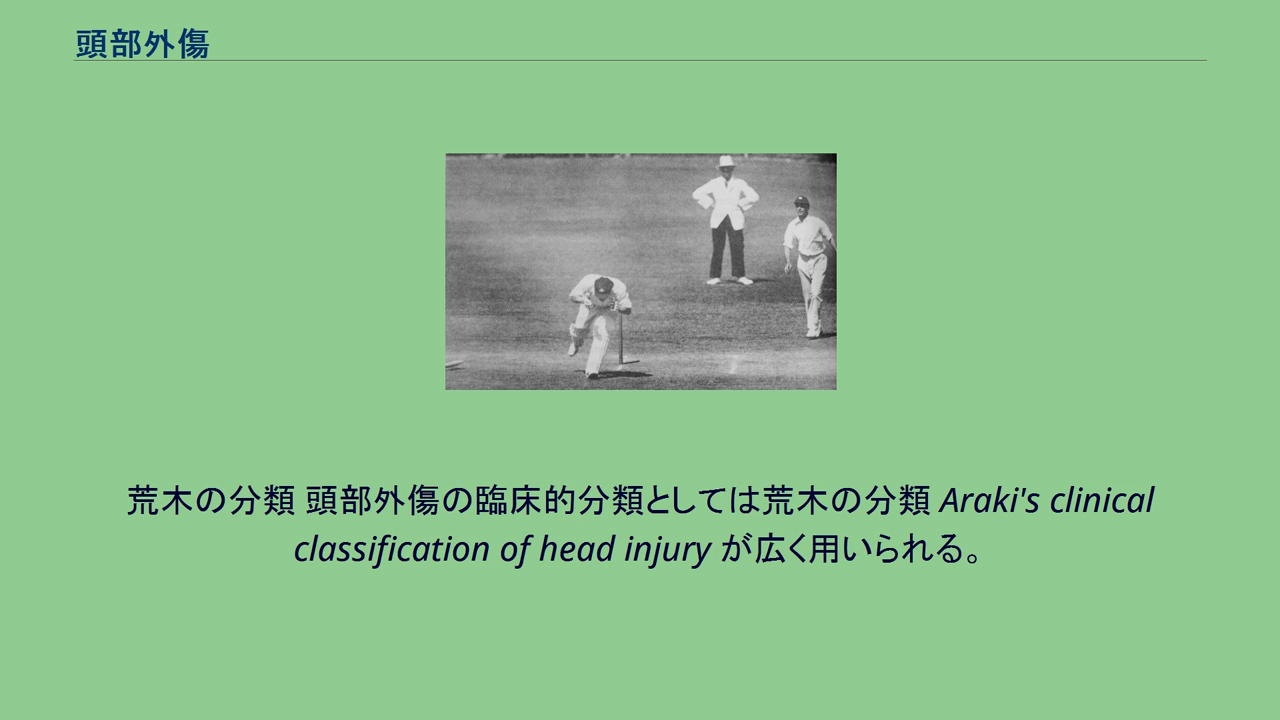 頭部外傷
荒木の分類 頭部外傷の臨床的分類としては荒木の分類 Araki's clinical
classification of head injury が広く用いられる。